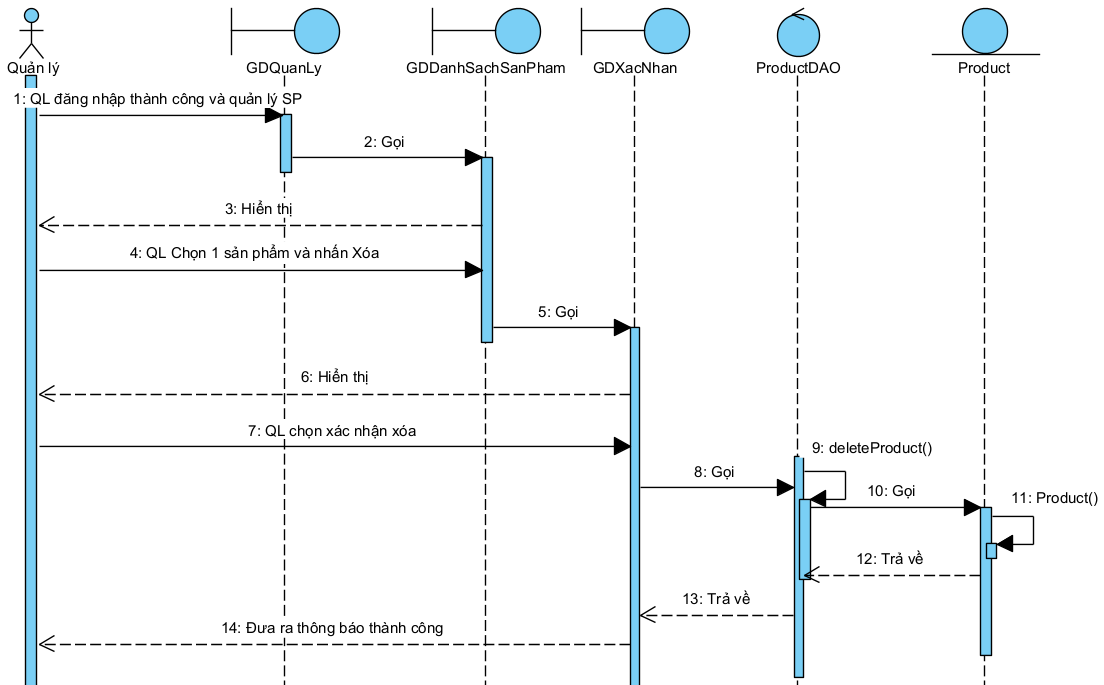 Quản lý
GDQuanLy
GDDanhSachSanPham
GDXacNhan
ProductDAO
Product
1: QL đăng nhập thành công và quản lý SP
2: Gọi
3: Hiển thị
4: QL Chọn 1 sản phẩm và nhấn Xóa
5: Gọi
6: Hiển thị
7: QL chọn xác nhận xóa
8: Gọi
9: deleteProduct()
10: Gọi
11: Product()
12: Trả về
13: Trả về
14: Đưa ra thông báo thành công